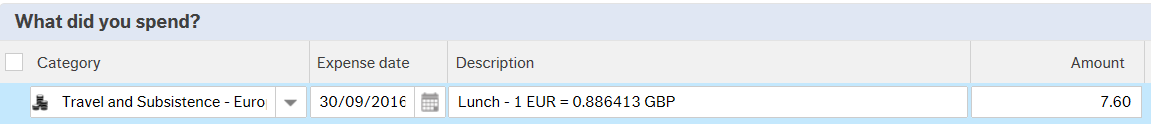 What did you spend?
Category Expense date Description Amount
Travel and Subsistence - Euro 30/09/2016 Lunch - 1 EUR = 0.886413 GBP 7.60